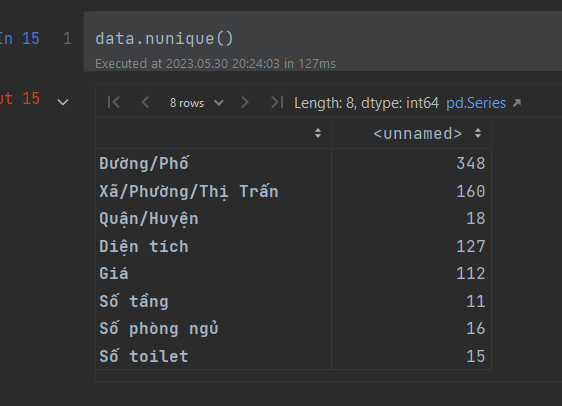 In 15 1 data.nunique()
Executed at 2023.05.30 20:24:03 in 127ms
ut 15 8 rows Length: 8, dtype: int64 pd.Series
<unnamed>
Đường/Phố 348
Xã/Phường/Thị Trấn 160
Quận/Huyện 18
Diện tích 127
Giá 112
Số tầng 11
Số phòng ngủ 16
Số toilet 15